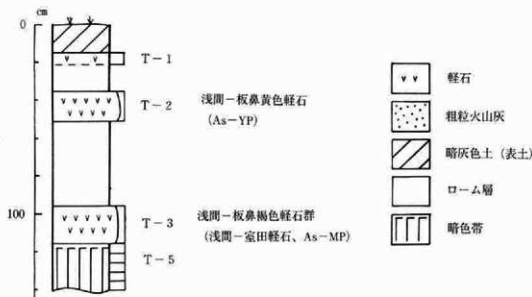 cm
0
T-1
T-2
浅間-板鼻黄色軽石
(As-YP)
100
T-3
浅間-板鼻褐色軽石群
(浅間-室田軽石、As-MP)
T-5
軽石
粗粒火山灰
暗灰色土 (表土)
ローム層
暗色帯